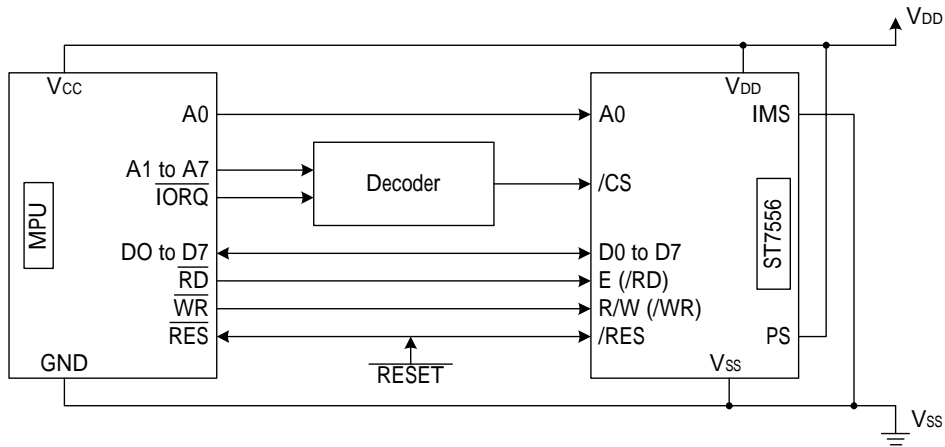 VDD
VCC
VDD
A0
A0
IMS
A1 to A7
IORQ
Decoder
/CS
MPU
ST7556
DO to D7
D0 to D7
RD
E (/RD)
WR
R/W (/WR)
RES
/RES
PS
RESET
GND
VSS
VSS